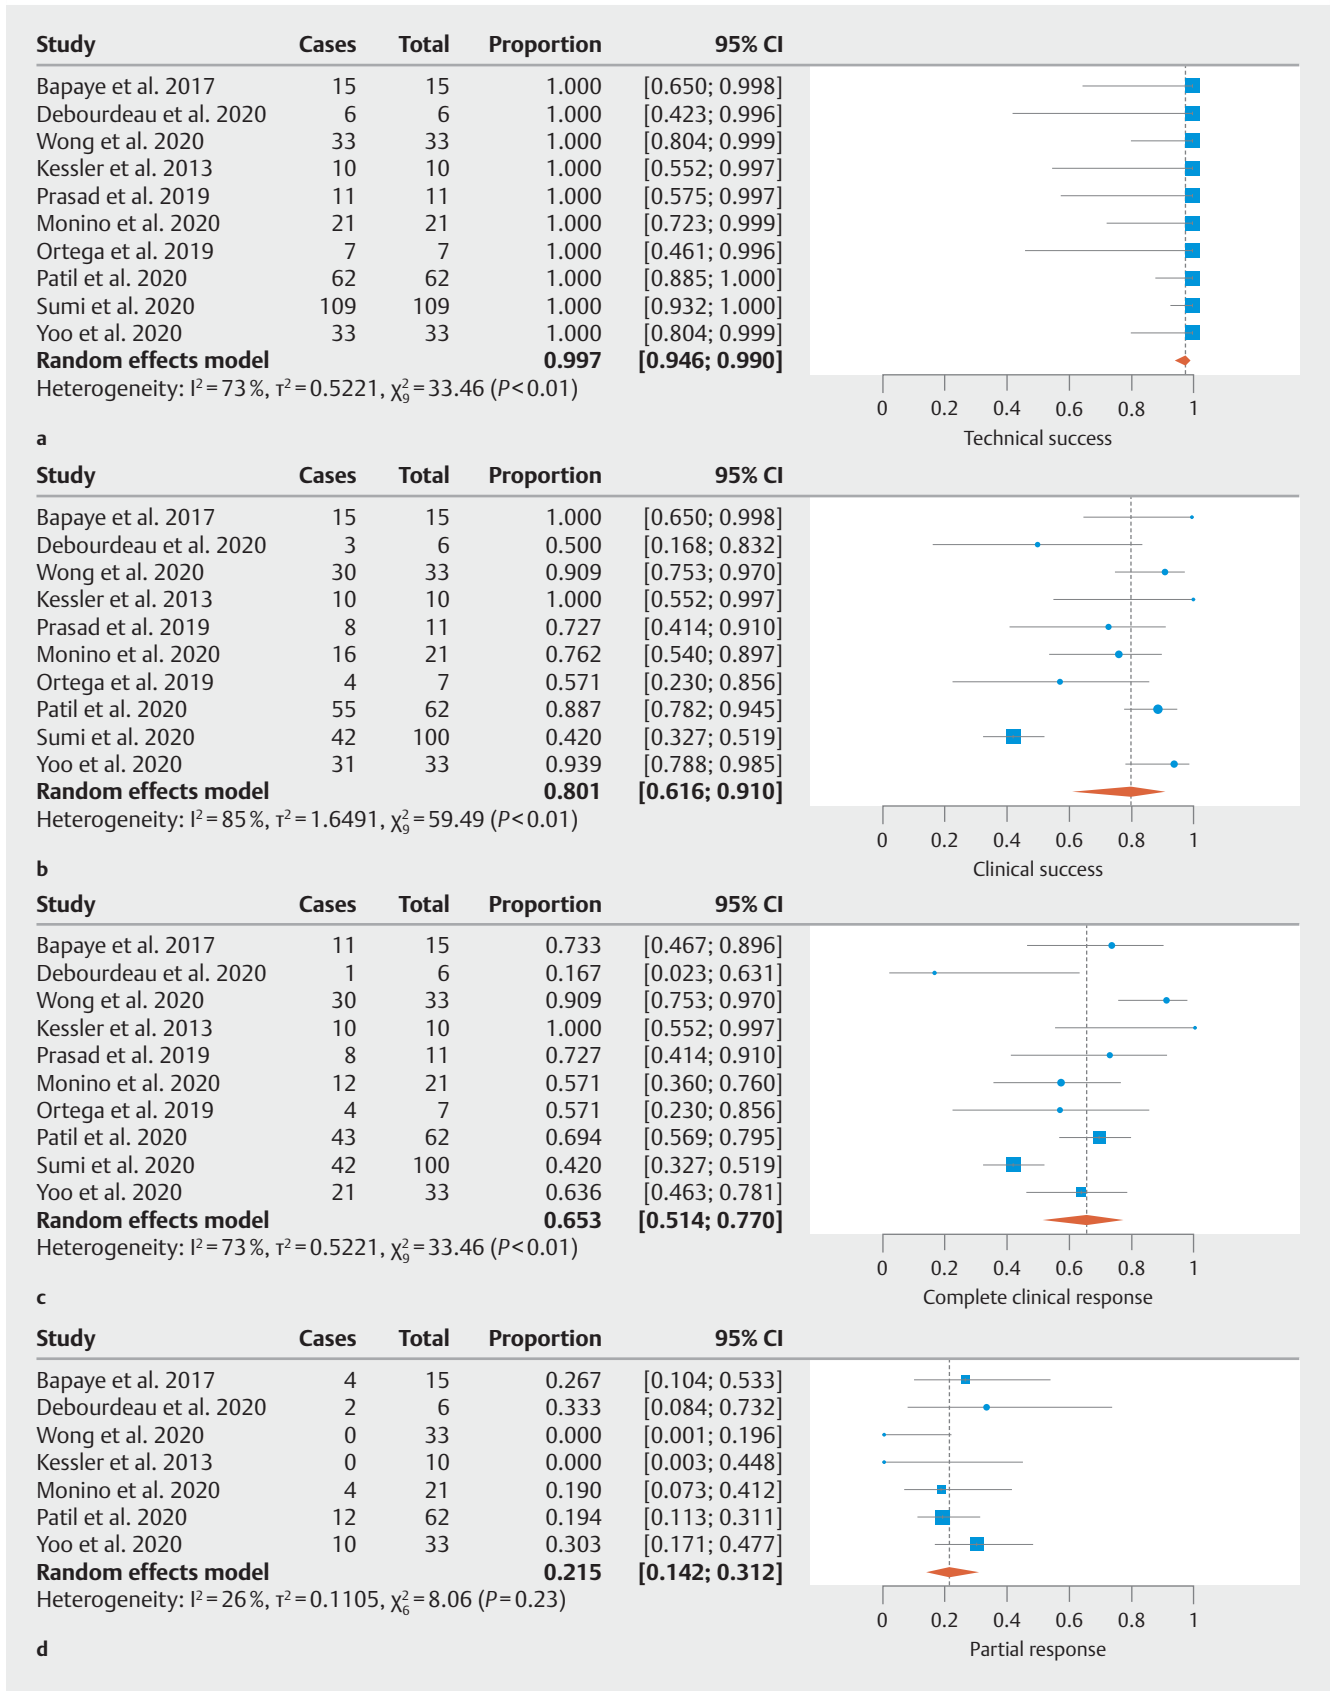 Study Cases Total Proportion 95% CI
Bapaye et al. 2017 15 15 1.000 [0.650; 0.998]
Debourdeau et al. 2020 6 6 1.000 [0.423; 0.996]
Wong et al. 2020 33 33 1.000 [0.804; 0.999]
Kessler et al. 2013 10 10 1.000 [0.552; 0.997]
Prasad et al. 2019 11 11 1.000 [0.575; 0.997]
Monino et al. 2020 21 21 1.000 [0.723; 0.999]
Ortega et al. 2019 7 7 1.000 [0.461; 0.996]
Patil et al. 2020 62 62 1.000 [0.885; 1.000]
Sumi et al. 2020 109 109 1.000 [0.932; 1.000]
Yoo et al. 2020 33 33 1.000 [0.804; 0.999]
Random effects model 0.997 [0.946; 0.990]
Heterogeneity: I² = 73 %, τ² = 0.5221, χ²₉ = 33.46 (P < 0.01)
0 0.2 0.4 0.6 0.8 1
Technical success
a
Study Cases Total Proportion 95% CI
Bapaye et al. 2017 15 15 1.000 [0.650; 0.998]
Debourdeau et al. 2020 3 6 0.500 [0.168; 0.832]
Wong et al. 2020 30 33 0.909 [0.753; 0.970]
Kessler et al. 2013 10 10 1.000 [0.552; 0.997]
Prasad et al. 2019 8 11 0.727 [0.414; 0.910]
Monino et al. 2020 16 21 0.762 [0.540; 0.897]
Ortega et al. 2019 4 7 0.571 [0.230; 0.856]
Patil et al. 2020 55 62 0.887 [0.782; 0.945]
Sumi et al. 2020 42 100 0.420 [0.327; 0.519]
Yoo et al. 2020 31 33 0.939 [0.788; 0.985]
Random effects model 0.801 [0.616; 0.910]
Heterogeneity: I² = 85 %, τ² = 1.6491, χ²₉ = 59.49 (P < 0.01)
0 0.2 0.4 0.6 0.8 1
Clinical success
b
Study Cases Total Proportion 95% CI
Bapaye et al. 2017 11 15 0.733 [0.467; 0.896]
Debourdeau et al. 2020 1 6 0.167 [0.023; 0.631]
Wong et al. 2020 30 33 0.909 [0.753; 0.970]
Kessler et al. 2013 10 10 1.000 [0.552; 0.997]
Prasad et al. 2019 8 11 0.727 [0.414; 0.910]
Monino et al. 2020 12 21 0.571 [0.360; 0.760]
Ortega et al. 2019 4 7 0.571 [0.230; 0.856]
Patil et al. 2020 43 62 0.694 [0.569; 0.795]
Sumi et al. 2020 42 100 0.420 [0.327; 0.519]
Yoo et al. 2020 21 33 0.636 [0.463; 0.781]
Random effects model 0.653 [0.514; 0.770]
Heterogeneity: I² = 73 %, τ² = 0.5221, χ²₉ = 33.46 (P < 0.01)
0 0.2 0.4 0.6 0.8 1
Complete clinical response
c
Study Cases Total Proportion 95% CI
Bapaye et al. 2017 4 15 0.267 [0.104; 0.533]
Debourdeau et al. 2020 2 6 0.333 [0.084; 0.732]
Wong et al. 2020 0 33 0.000 [0.001; 0.196]
Kessler et al. 2013 0 10 0.000 [0.003; 0.448]
Monino et al. 2020 4 21 0.190 [0.073; 0.412]
Patil et al. 2020 12 62 0.194 [0.113; 0.311]
Yoo et al. 2020 10 33 0.303 [0.171; 0.477]
Random effects model 0.215 [0.142; 0.312]
Heterogeneity: I² = 26 %, τ² = 0.1105, χ²₆ = 8.06 (P = 0.23)
0 0.2 0.4 0.6 0.8 1
Partial response
d